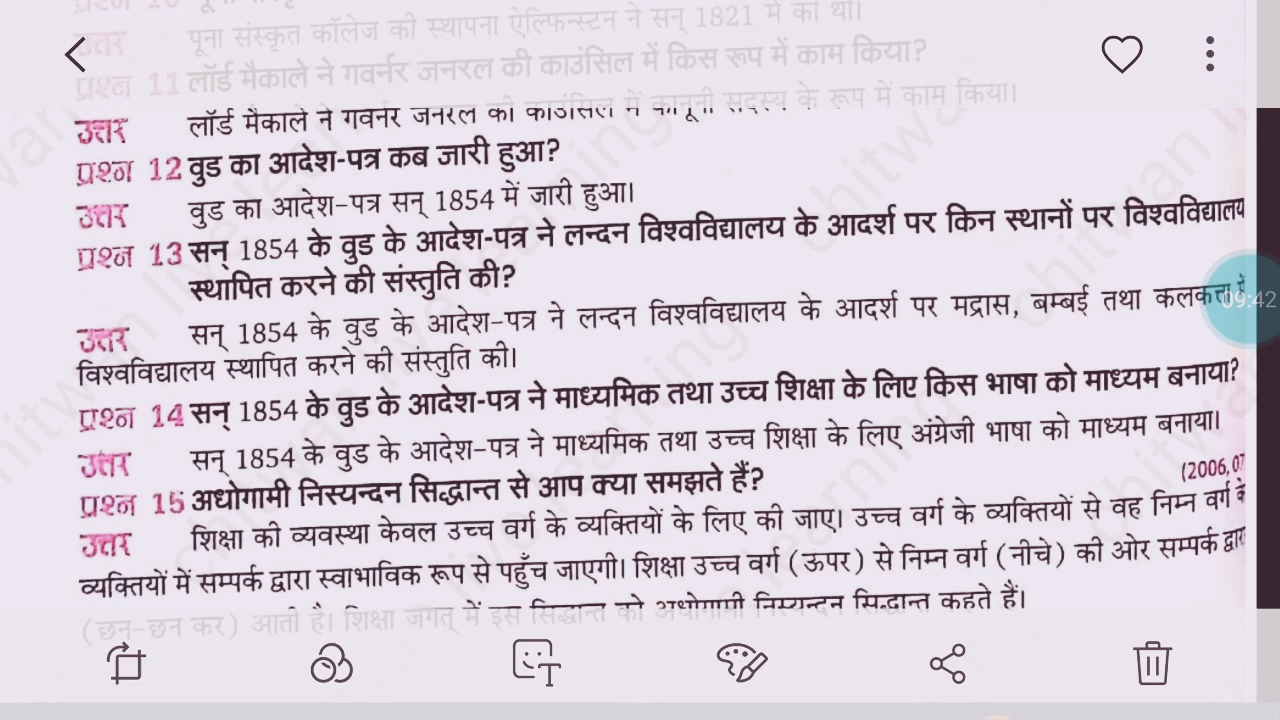 उत्तर पूना संस्कृत कॉलेज की स्थापना ऐल्फिन्स्टन ने सन् 1821 में की थी।
प्रश्न 11 लॉर्ड मैकाले ने गवर्नर जनरल की काउंसिल में किस रूप में काम किया?
उत्तर लॉर्ड मैकाले ने गवर्नर जनरल की काउंसिल में कानूनी सदस्य के रूप में काम किया।
प्रश्न 12 वुड का आदेश-पत्र कब जारी हुआ?
उत्तर वुड का आदेश-पत्र सन् 1854 में जारी हुआ।
प्रश्न 13 सन् 1854 के वुड के आदेश-पत्र ने लन्दन विश्वविद्यालय के आदर्श पर किन स्थानों पर विश्वविद्यालय
स्थापित करने की संस्तुति की?
उत्तर सन् 1854 के वुड के आदेश-पत्र ने लन्दन विश्वविद्यालय के आदर्श पर मद्रास, बम्बई तथा कलकत्ता में
09:42
विश्वविद्यालय स्थापित करने की संस्तुति की।
प्रश्न 14 सन् 1854 के वुड के आदेश-पत्र ने माध्यमिक तथा उच्च शिक्षा के लिए किस भाषा को माध्यम बनाया?
उत्तर सन् 1854 के वुड के आदेश-पत्र ने माध्यमिक तथा उच्च शिक्षा के लिए अंग्रेजी भाषा को माध्यम बनाया।
प्रश्न 15 अधोगामी निस्यन्दन सिद्धान्त से आप क्या समझते हैं? (2006, 07
उत्तर शिक्षा की व्यवस्था केवल उच्च वर्ग के व्यक्तियों के लिए की जाए। उच्च वर्ग के व्यक्तियों से वह निम्न वर्ग के
व्यक्तियों में सम्पर्क द्वारा स्वाभाविक रूप से पहुँच जाएगी। शिक्षा उच्च वर्ग (ऊपर) से निम्न वर्ग (नीचे) की ओर सम्पर्क द्वारा
(छन-छन कर) आती है। शिक्षा जगत् में इस सिद्धान्त को अधोगामी निस्यन्दन सिद्धान्त कहते हैं।